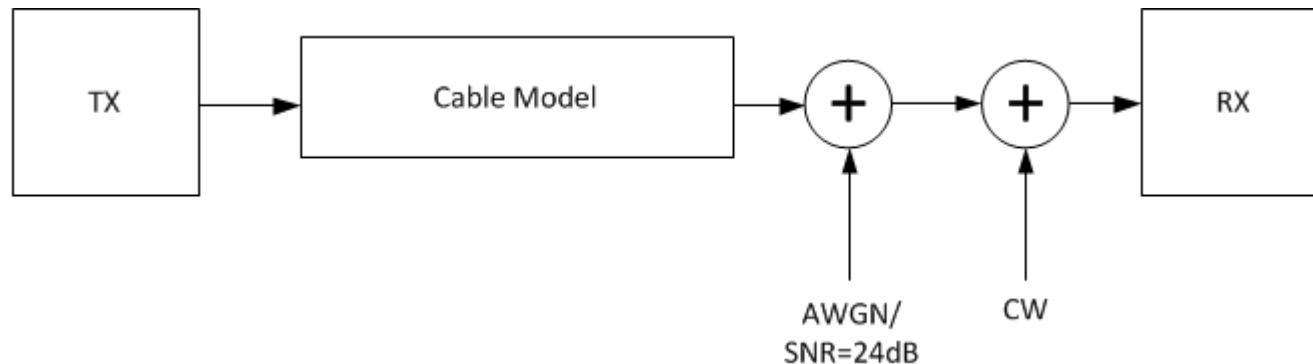 TX
Cable Model
+
+
RX
AWGN/
SNR=24dB
CW